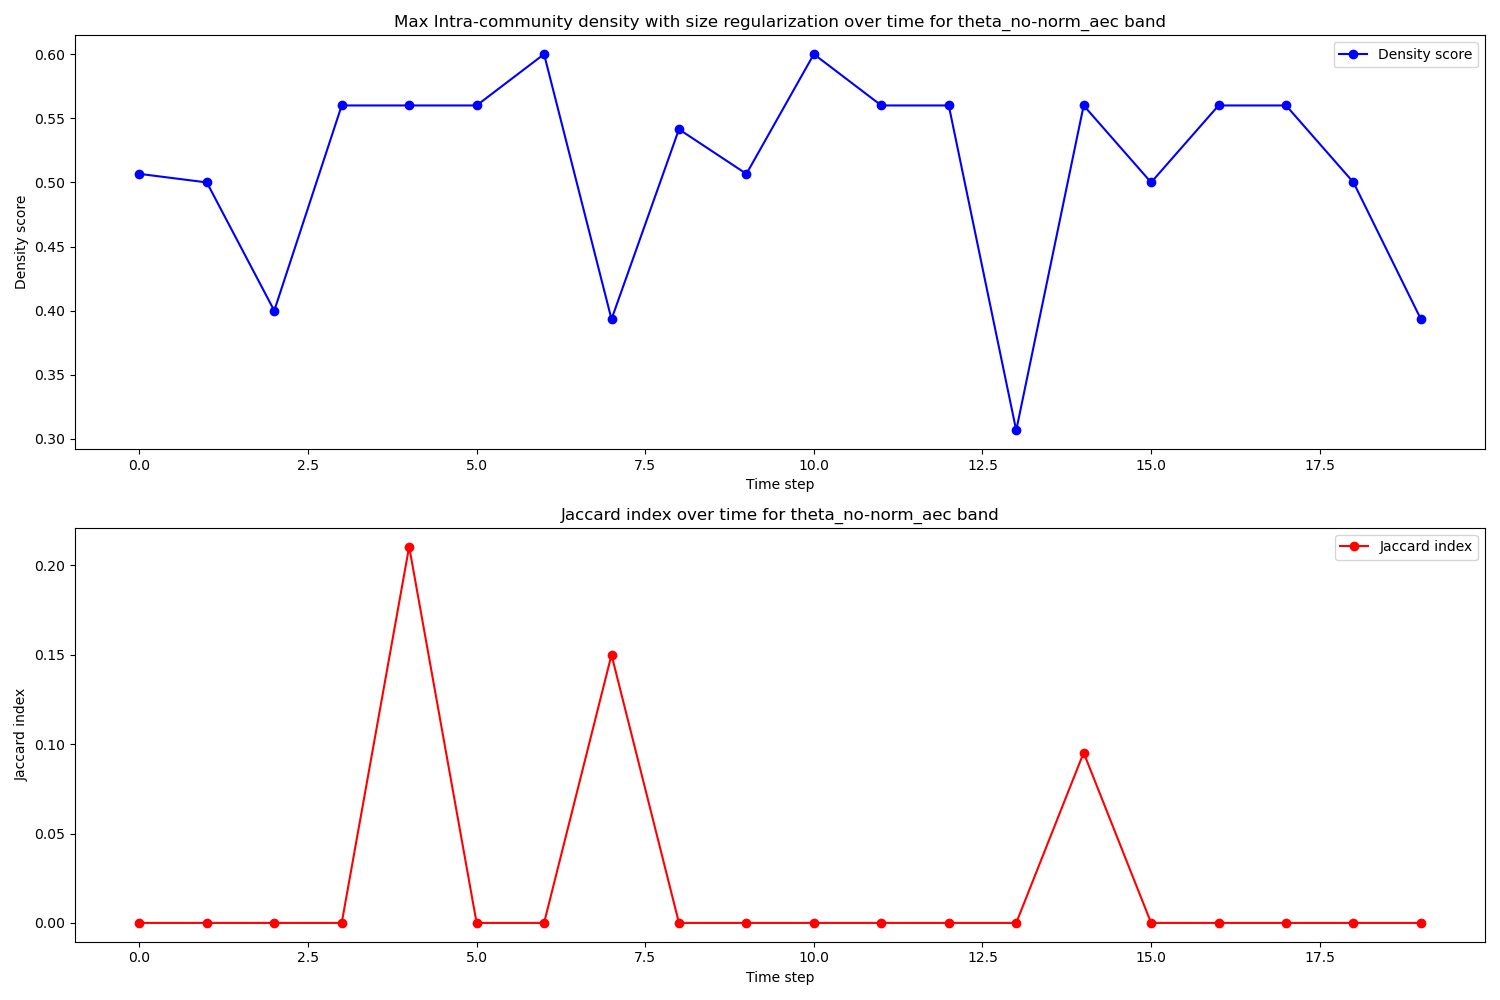 Max Intra-community density with size regularization over time for theta_no-norm_aec band
Density score
0.60
0.55
0.50
0.45
0.40
0.35
0.30
Density score
0.0 2.5 5.0 7.5 10.0 12.5 15.0 17.5
Time step
Jaccard index over time for theta_no-norm_aec band
Jaccard index
0.20
0.15
0.10
0.05
0.00
Jaccard index
0.0 2.5 5.0 7.5 10.0 12.5 15.0 17.5
Time step